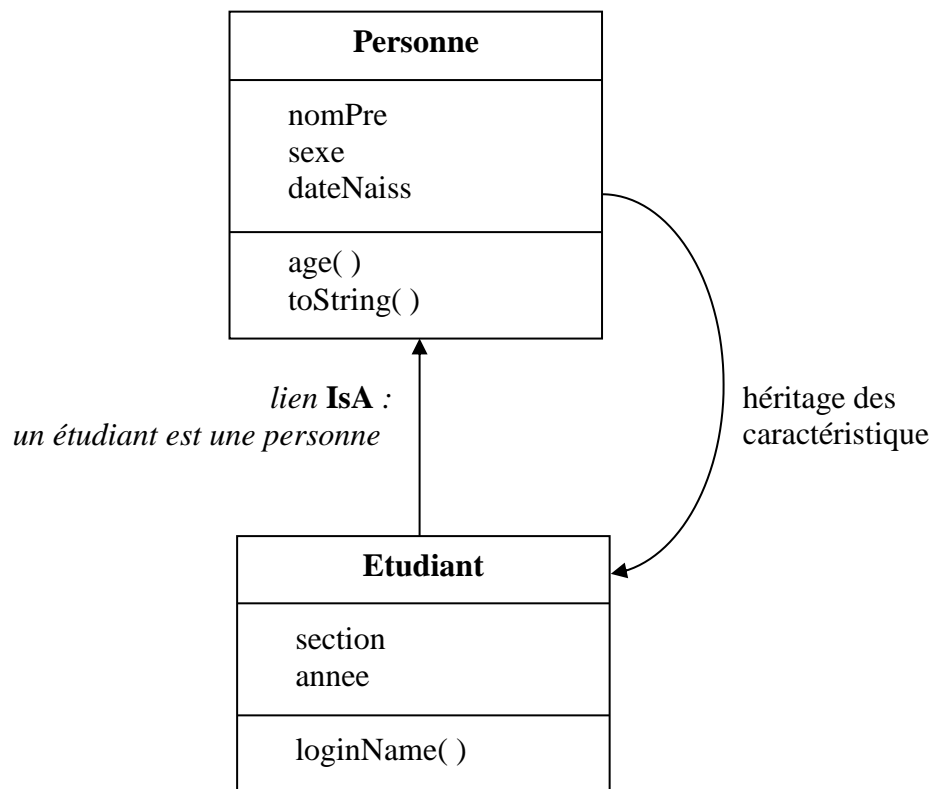 Personne
nomPre
sexe
dateNaiss
age( )
toString( )
lien IsA :
un étudiant est une personne
héritage des
caractéristique
Etudiant
section
annee
loginName( )